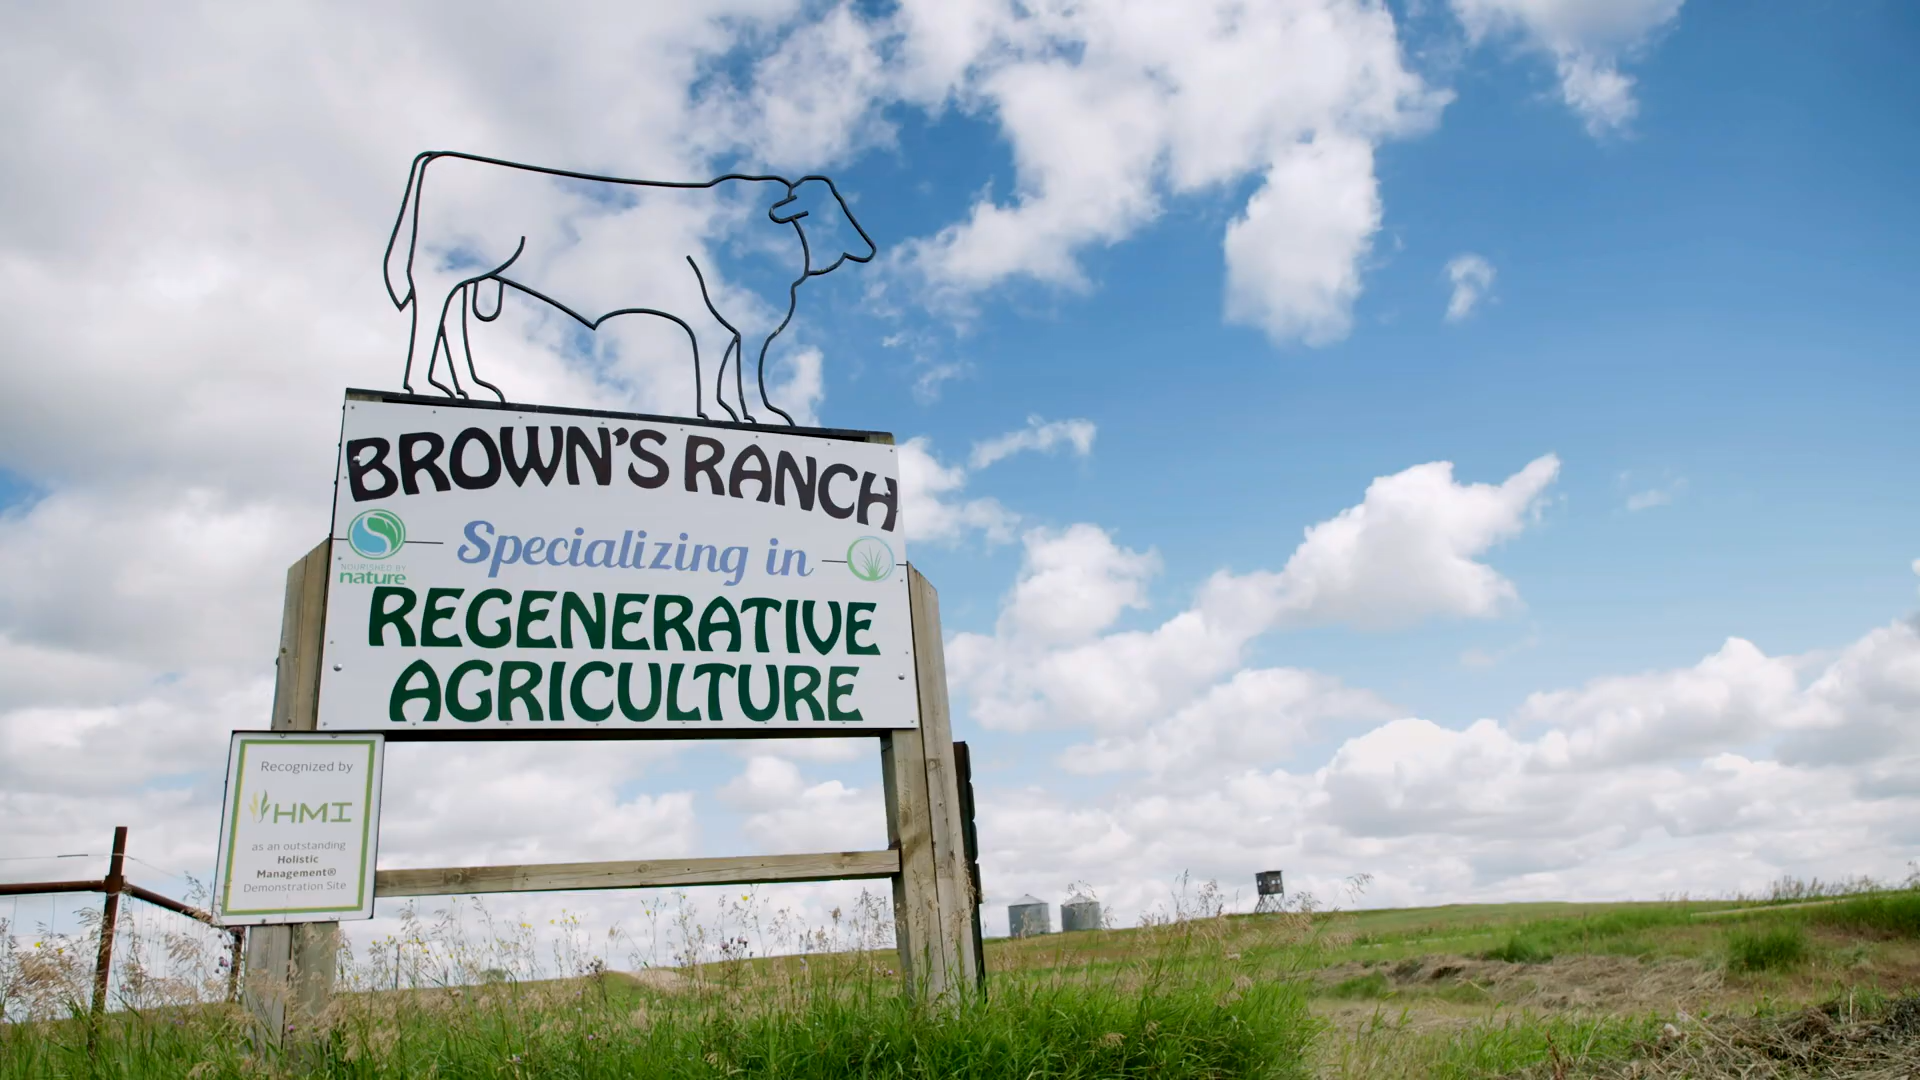 BROWN'S RANCH
Specializing in
NOURISHED BY
nature
REGENERATIVE
AGRICULTURE
Recognized by
HMI
as an outstanding
Holistic
Management®
Demonstration Site